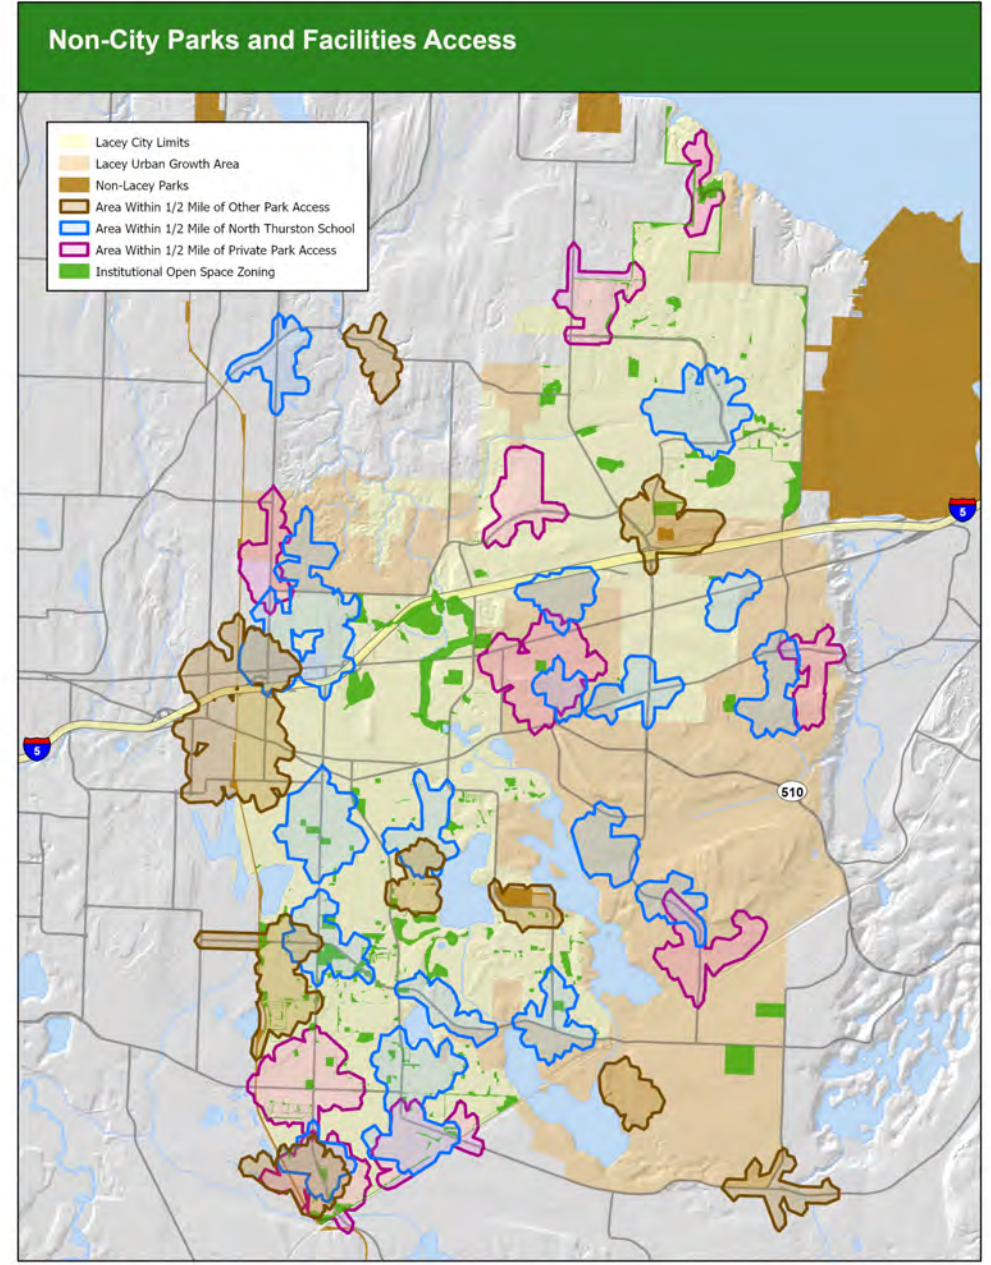 Non-City Parks and Facilities Access
Lacey City Limits
Lacey Urban Growth Area
Non-Lacey Parks
Area Within 1/2 Mile of Other Park Access
Area Within 1/2 Mile of North Thurston School
Area Within 1/2 Mile of Private Park Access
Institutional Open Space Zoning
5
5
510